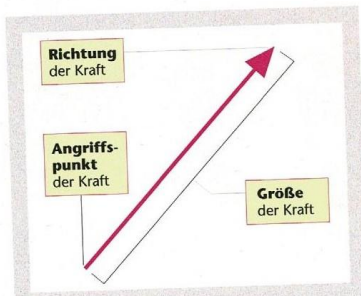 Richtung
der Kraft
Angriffs-
punkt
der Kraft
Größe
der Kraft